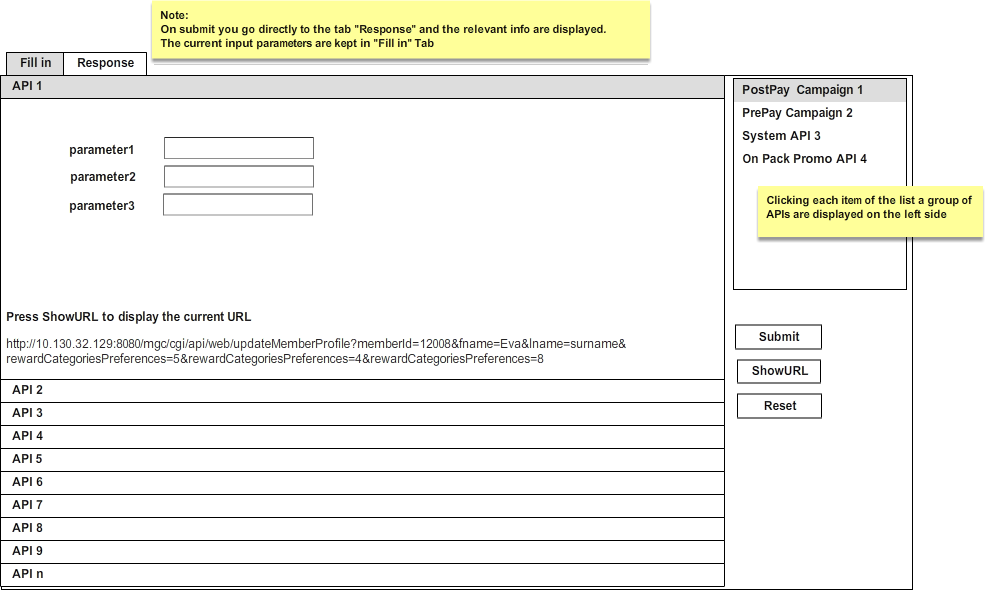 Note:
On submit you go directly to the tab "Response" and the relevant info are displayed.
The current input parameters are kept in "Fill in" Tab
Fill in
Response
API 1
parameter1
parameter2
parameter3
Press ShowURL to display the current URL
http://10.130.32.129:8080/mgc/cgi/api/web/updateMemberProfile?memberId=12008&fname=Eva&lname=surname&
rewardCategoriesPreferences=5&rewardCategoriesPreferences=4&rewardCategoriesPreferences=8
API 2
API 3
API 4
API 5
API 6
API 7
API 8
API 9
API n
PostPay  Campaign 1
PrePay Campaign 2
System API 3
On Pack Promo API 4
Clicking each item of the list a group of
APIs are displayed on the left side
Submit
ShowURL
Reset